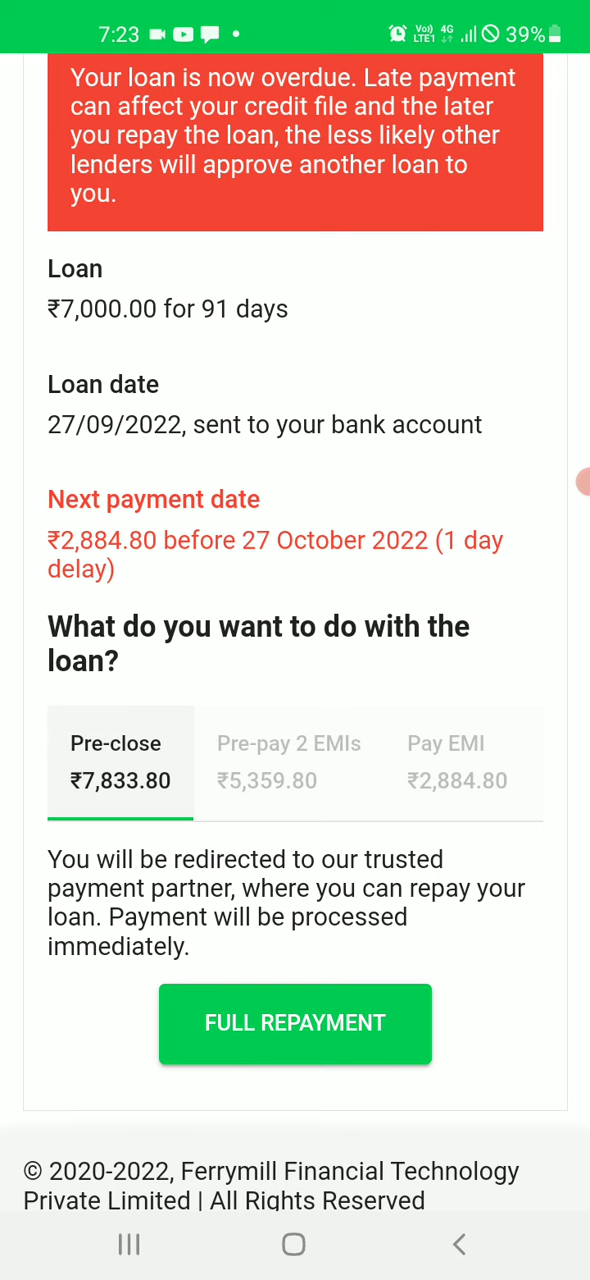 7:23
Vo)) 4G
LTE1 39%
Your loan is now overdue. Late payment
can affect your credit file and the later
you repay the loan, the less likely other
lenders will approve another loan to
you.
Loan
₹7,000.00 for 91 days
Loan date
27/09/2022, sent to your bank account
Next payment date
₹2,884.80 before 27 October 2022 (1 day
delay)
What do you want to do with the
loan?
Pre-close Pre-pay 2 EMIs Pay EMI
₹7,833.80 ₹5,359.80 ₹2,884.80
You will be redirected to our trusted
payment partner, where you can repay your
loan. Payment will be processed
immediately.
FULL REPAYMENT
© 2020-2022, Ferrymill Financial Technology
Private Limited | All Rights Reserved